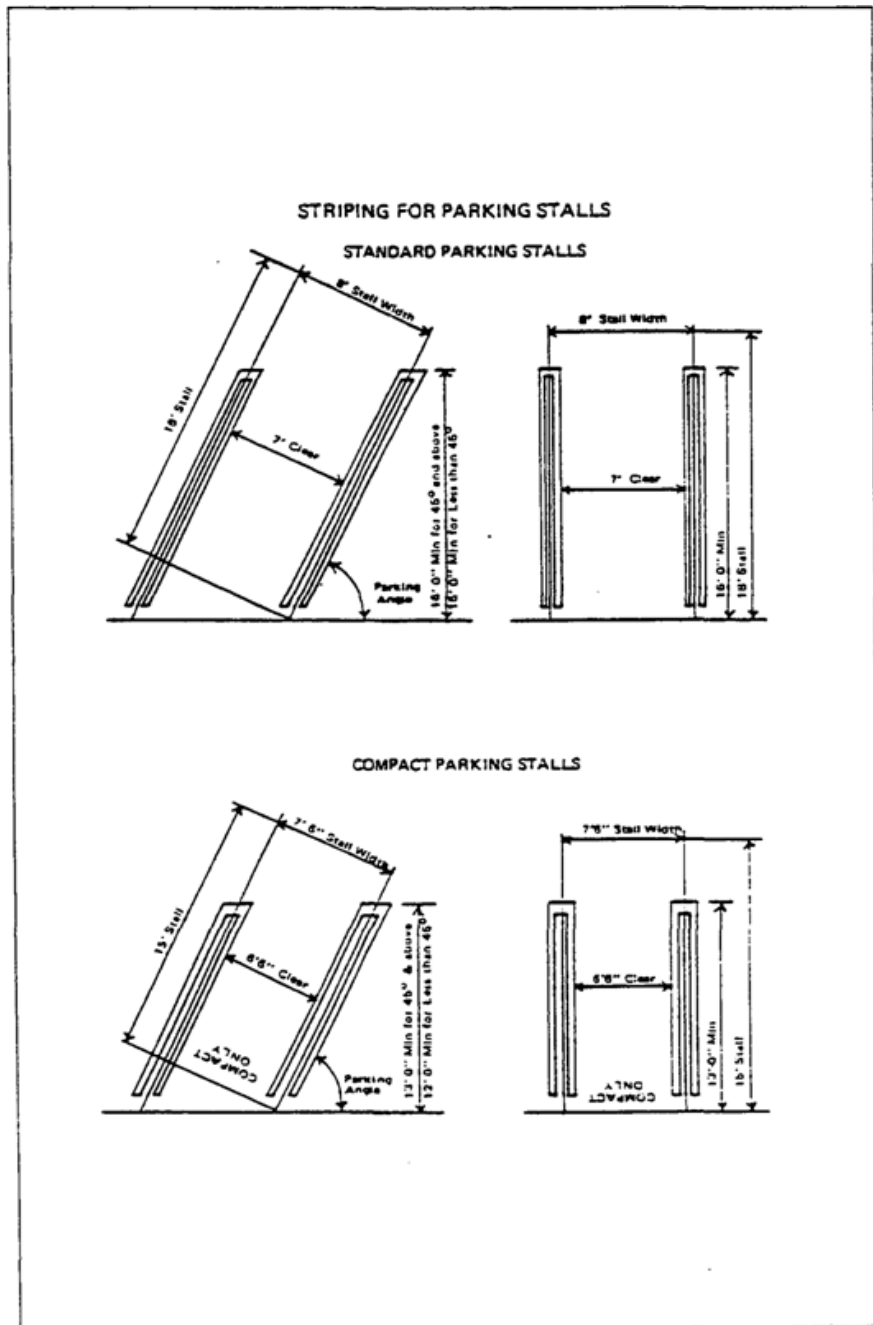 STRIPING FOR PARKING STALLS
STANDARD PARKING STALLS
8' Stall Width
18' Stall
7' Clear
Parking
Angle
16' 0" Min for 45° and above
15' 0" Min for Less than 45°
8' Stall Width
7' Clear
16' 0" Min
18' Stall
COMPACT PARKING STALLS
7' 6" Stall Width
15' Stall
6'6" Clear
COMPACT
ONLY
Parking
Angle
13' 0" Min for 45° & above
12' 0" Min for Less than 45°
7'6" Stall Width
6'6" Clear
COMPACT
ONLY
13'-0" Min
15' Stall